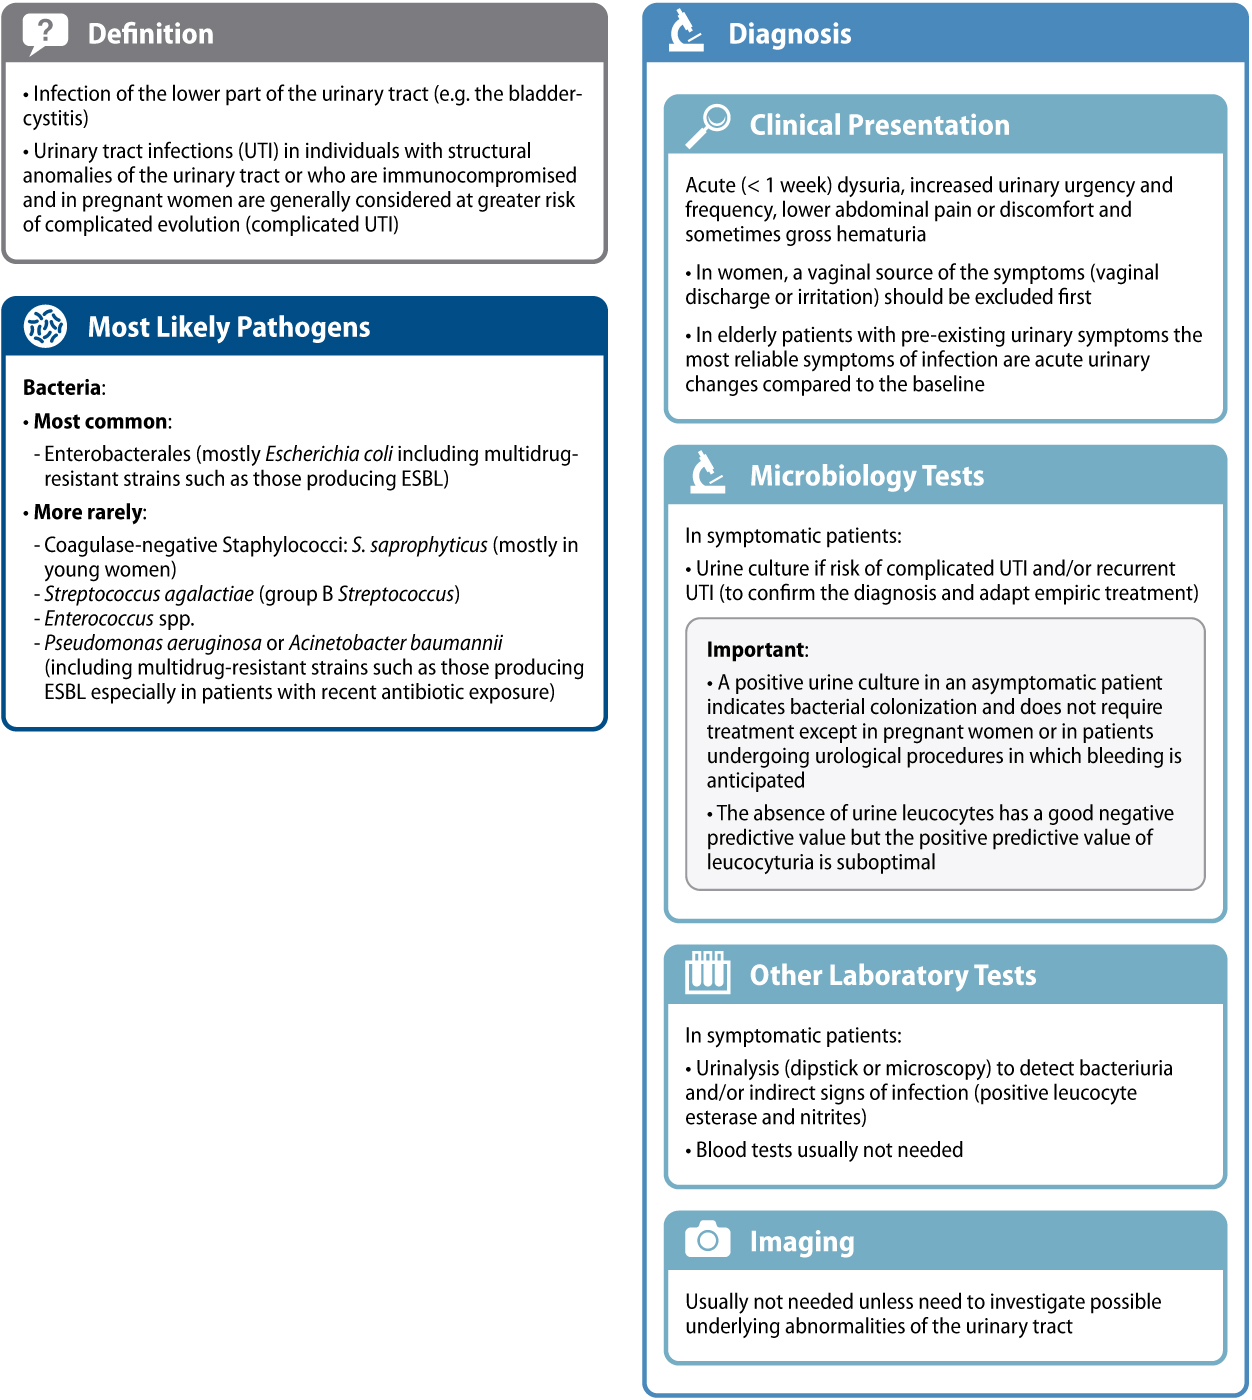 Definition
• Infection of the lower part of the urinary tract (e.g. the bladder-
cystitis)
• Urinary tract infections (UTI) in individuals with structural
anomalies of the urinary tract or who are immunocompromised
and in pregnant women are generally considered at greater risk
of complicated evolution (complicated UTI)
Most Likely Pathogens
Bacteria:
• Most common:
- Enterobacterales (mostly Escherichia coli including multidrug-
resistant strains such as those producing ESBL)
• More rarely:
- Coagulase-negative Staphylococci: S. saprophyticus (mostly in
young women)
- Streptococcus agalactiae (group B Streptococcus)
- Enterococcus spp.
- Pseudomonas aeruginosa or Acinetobacter baumannii
(including multidrug-resistant strains such as those producing
ESBL especially in patients with recent antibiotic exposure)
Diagnosis
Clinical Presentation
Acute (< 1 week) dysuria, increased urinary urgency and
frequency, lower abdominal pain or discomfort and
sometimes gross hematuria
• In women, a vaginal source of the symptoms (vaginal
discharge or irritation) should be excluded first
• In elderly patients with pre-existing urinary symptoms the
most reliable symptoms of infection are acute urinary
changes compared to the baseline
Microbiology Tests
In symptomatic patients:
• Urine culture if risk of complicated UTI and/or recurrent
UTI (to confirm the diagnosis and adapt empiric treatment)
Important:
• A positive urine culture in an asymptomatic patient
indicates bacterial colonization and does not require
treatment except in pregnant women or in patients
undergoing urological procedures in which bleeding is
anticipated
• The absence of urine leucocytes has a good negative
predictive value but the positive predictive value of
leucocyturia is suboptimal
Other Laboratory Tests
In symptomatic patients:
• Urinalysis (dipstick or microscopy) to detect bacteriuria
and/or indirect signs of infection (positive leucocyte
esterase and nitrites)
• Blood tests usually not needed
Imaging
Usually not needed unless need to investigate possible
underlying abnormalities of the urinary tract